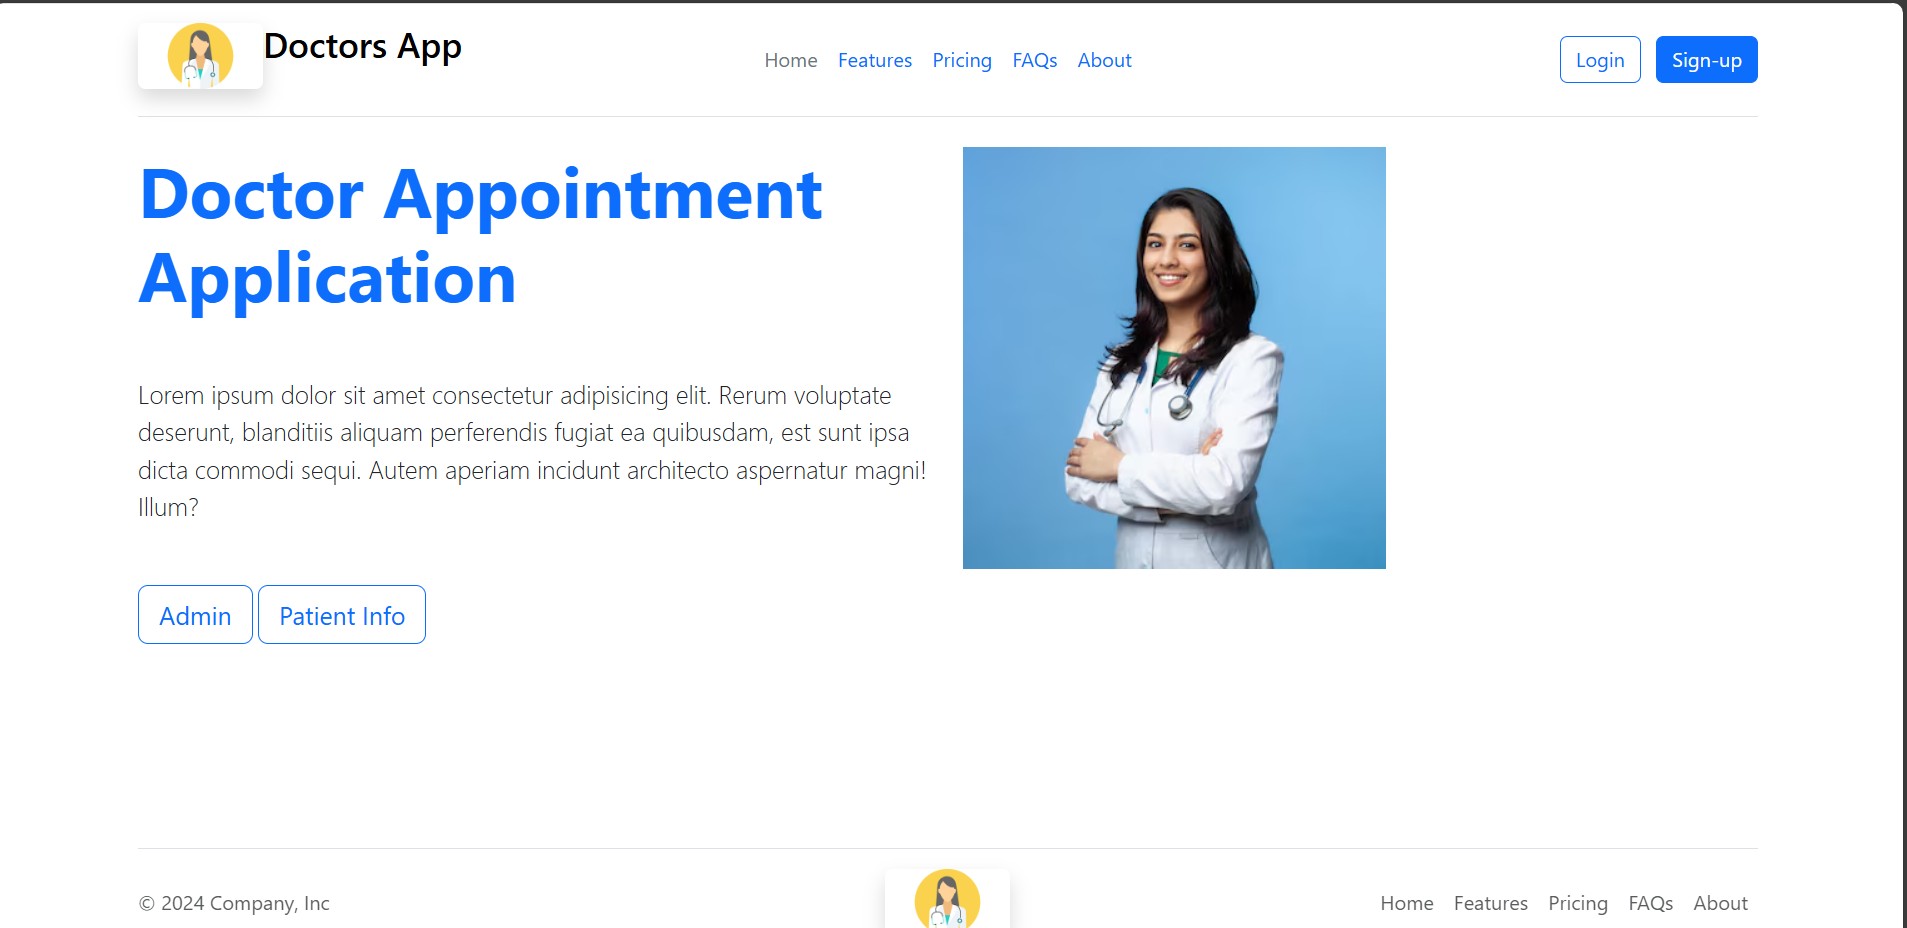 Doctors App
Home Features Pricing FAQs About
Login Sign-up
Doctor Appointment
Application
Lorem ipsum dolor sit amet consectetur adipisicing elit. Rerum voluptate
deserunt, blanditiis aliquam perferendis fugiat ea quibusdam, est sunt ipsa
dicta commodi sequi. Autem aperiam incidunt architecto aspernatur magni!
Illum?
Admin Patient Info
© 2024 Company, Inc
Home Features Pricing FAQs About